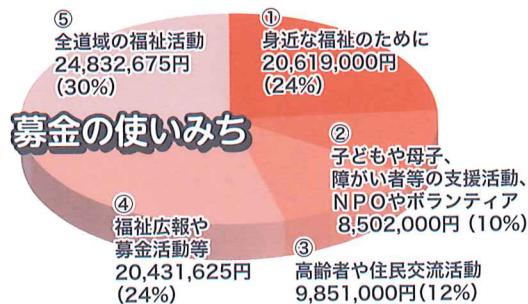 ⑤
全道域の福祉活動
24,832,675円
(30%)
①
身近な福祉のために
20,619,000円
(24%)
募金の使いみち
②
子どもや母子、
障がい者等の支援活動、
NPOやボランティア
8,502,000円 (10%)
④
福祉広報や
募金活動等
20,431,625円
(24%)
③
高齢者や住民交流活動
9,851,000円(12%)